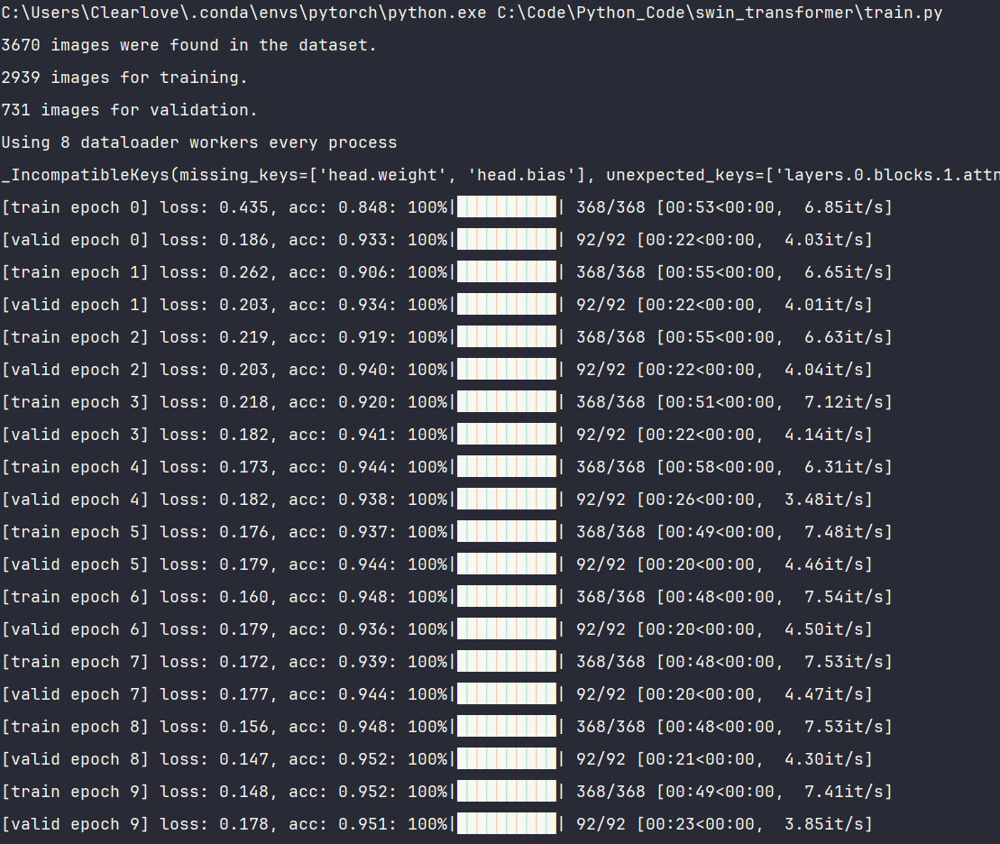 C:\Users\Clearlove\.conda\envs\pytorch\python.exe C:\Code\Python_Code\swin_transformer\train.py
3670 images were found in the dataset.
2939 images for training.
731 images for validation.
Using 8 dataloader workers every process
_IncompatibleKeys(missing_keys=['head.weight', 'head.bias'], unexpected_keys=['layers.0.blocks.1.attn
[train epoch 0] loss: 0.435, acc: 0.848: 100%|██████████| 368/368 [00:53<00:00,  6.85it/s]
[valid epoch 0] loss: 0.186, acc: 0.933: 100%|██████████| 92/92 [00:22<00:00,  4.03it/s]
[train epoch 1] loss: 0.262, acc: 0.906: 100%|██████████| 368/368 [00:55<00:00,  6.65it/s]
[valid epoch 1] loss: 0.203, acc: 0.934: 100%|██████████| 92/92 [00:22<00:00,  4.01it/s]
[train epoch 2] loss: 0.219, acc: 0.919: 100%|██████████| 368/368 [00:55<00:00,  6.63it/s]
[valid epoch 2] loss: 0.203, acc: 0.940: 100%|██████████| 92/92 [00:22<00:00,  4.04it/s]
[train epoch 3] loss: 0.218, acc: 0.920: 100%|██████████| 368/368 [00:51<00:00,  7.12it/s]
[valid epoch 3] loss: 0.182, acc: 0.941: 100%|██████████| 92/92 [00:22<00:00,  4.14it/s]
[train epoch 4] loss: 0.173, acc: 0.944: 100%|██████████| 368/368 [00:58<00:00,  6.31it/s]
[valid epoch 4] loss: 0.182, acc: 0.938: 100%|██████████| 92/92 [00:26<00:00,  3.48it/s]
[train epoch 5] loss: 0.176, acc: 0.937: 100%|██████████| 368/368 [00:49<00:00,  7.48it/s]
[valid epoch 5] loss: 0.179, acc: 0.944: 100%|██████████| 92/92 [00:20<00:00,  4.46it/s]
[train epoch 6] loss: 0.160, acc: 0.948: 100%|██████████| 368/368 [00:48<00:00,  7.54it/s]
[valid epoch 6] loss: 0.179, acc: 0.936: 100%|██████████| 92/92 [00:20<00:00,  4.50it/s]
[train epoch 7] loss: 0.172, acc: 0.939: 100%|██████████| 368/368 [00:48<00:00,  7.53it/s]
[valid epoch 7] loss: 0.177, acc: 0.944: 100%|██████████| 92/92 [00:20<00:00,  4.47it/s]
[train epoch 8] loss: 0.156, acc: 0.948: 100%|██████████| 368/368 [00:48<00:00,  7.53it/s]
[valid epoch 8] loss: 0.147, acc: 0.952: 100%|██████████| 92/92 [00:21<00:00,  4.30it/s]
[train epoch 9] loss: 0.148, acc: 0.952: 100%|██████████| 368/368 [00:49<00:00,  7.41it/s]
[valid epoch 9] loss: 0.178, acc: 0.951: 100%|██████████| 92/92 [00:23<00:00,  3.85it/s]